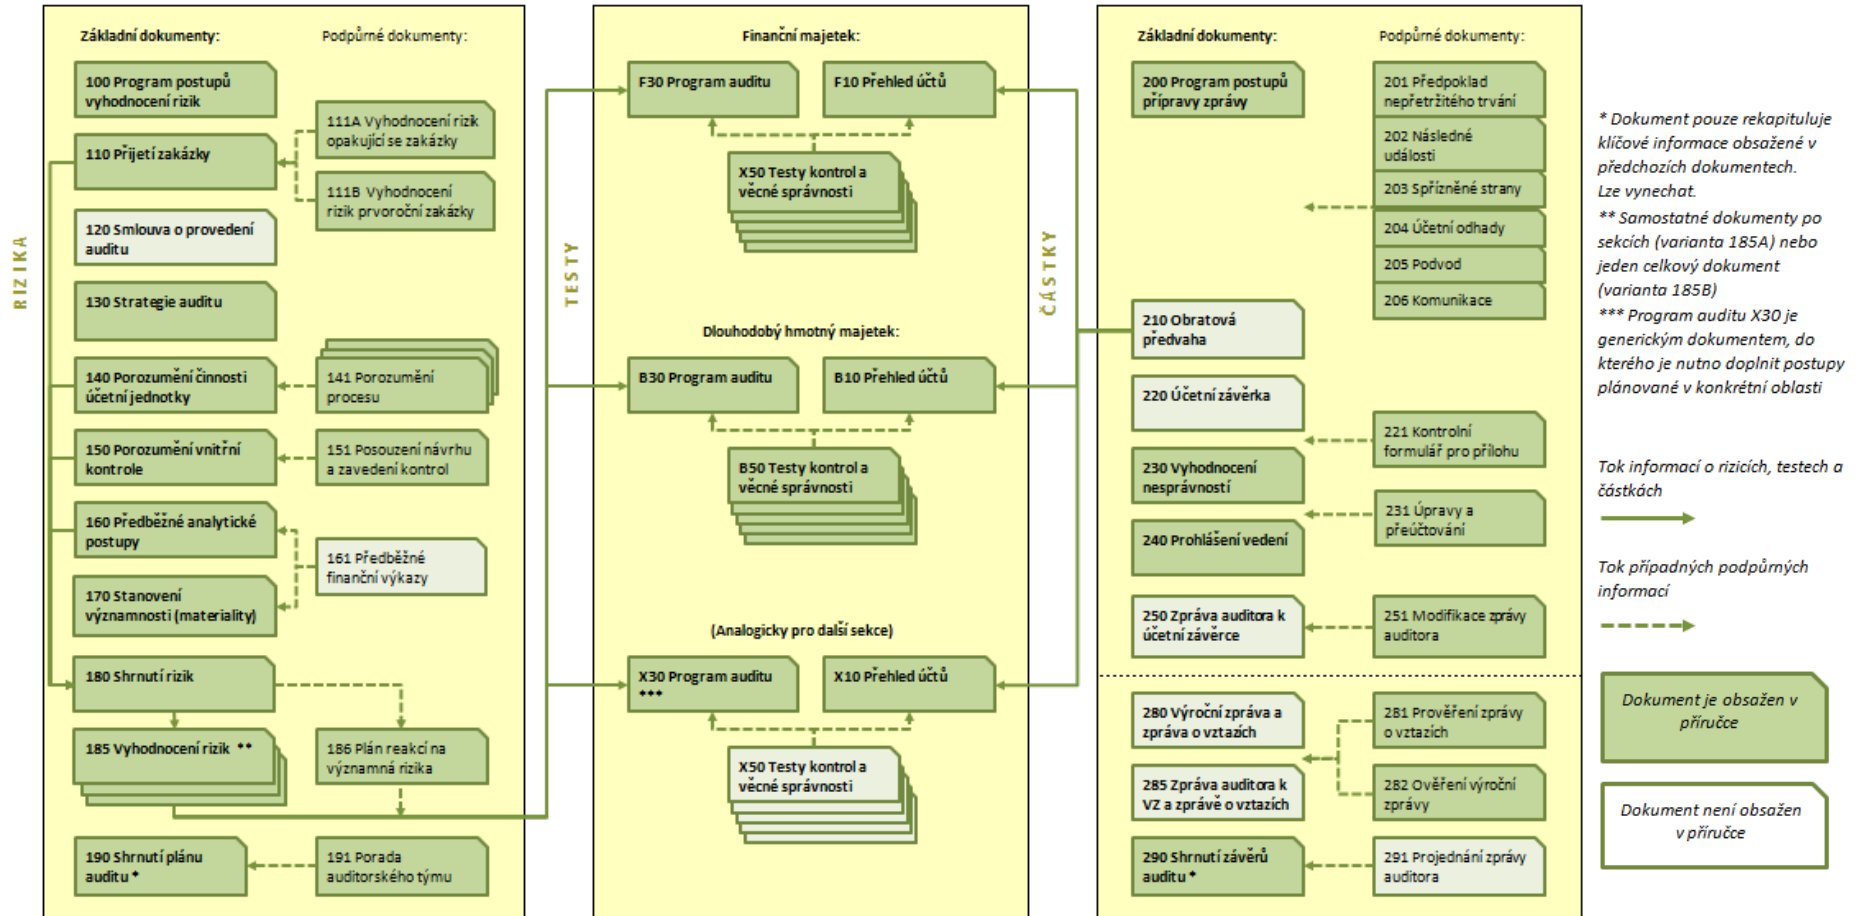 RIZIKA
Základní dokumenty:
100 Program postupů
vyhodnocení rizik
110 Přijetí zakázky
120 Smlouva o provedení
auditu
130 Strategie auditu
140 Porozumění činnosti
účetní jednotky
150 Porozumění vnitřní
kontrole
160 Předběžné analytické
postupy
170 Stanovení
významnosti (materiality)
180 Shrnutí rizik
185 Vyhodnocení rizik **
190 Shrnutí plánu
auditu *
Podpůrné dokumenty:
111A Vyhodnocení rizik
opakující se zakázky
111B Vyhodnocení
rizik prvoroční zakázky
141 Porozumění
procesu
151 Posouzení návrhu
a zavedení kontrol
161 Předběžné
finanční výkazy
186 Plán reakcí na
významná rizika
191 Porada
auditorského týmu
TESTY
Finanční majetek:
F30 Program auditu
F10 Přehled účtů
X50 Testy kontrol a
věcné správnosti
Dlouhodobý hmotný majetek:
B30 Program auditu
B10 Přehled účtů
B50 Testy kontrol a
věcné správnosti
(Analogicky pro další sekce)
X30 Program auditu
***
X10 Přehled účtů
X50 Testy kontrol a
věcné správnosti
ČÁSTKY
Základní dokumenty:
200 Program postupů
přípravy zprávy
210 Obratová
předvaha
220 Účetní závěrka
230 Vyhodnocení
nesprávností
240 Prohlášení vedení
250 Zpráva auditora k
účetní závěrce
280 Výroční zpráva a
zpráva o vztazích
285 Zpráva auditora k
VZ a zprávě o vztazích
290 Shrnutí závěrů
auditu *
Podpůrné dokumenty:
201 Předpoklad
nepřetržitého trvání
202 Následné
události
203 Spřízněné strany
204 Účetní odhady
205 Podvod
206 Komunikace
221 Kontrolní
formulář pro přílohu
231 Úpravy a
přeúčtování
251 Modifikace zprávy
auditora
281 Prověření zprávy
o vztazích
282 Ověření výroční
zprávy
291 Projednání zprávy
auditora
* Dokument pouze rekapituluje
klíčové informace obsažené v
předchozích dokumentech.
Lze vynechat.
** Samostatné dokumenty po
sekcích (varianta 185A) nebo
jeden celkový dokument
(varianta 185B)
*** Program auditu X30 je
generickým dokumentem, do
kterého je nutno doplnit postupy
plánované v konkrétní oblasti
Tok informací o rizicích, testech a
částkách
Tok případných podpůrných
informací
Dokument je obsažen v
příručce
Dokument není obsažen
v příručce